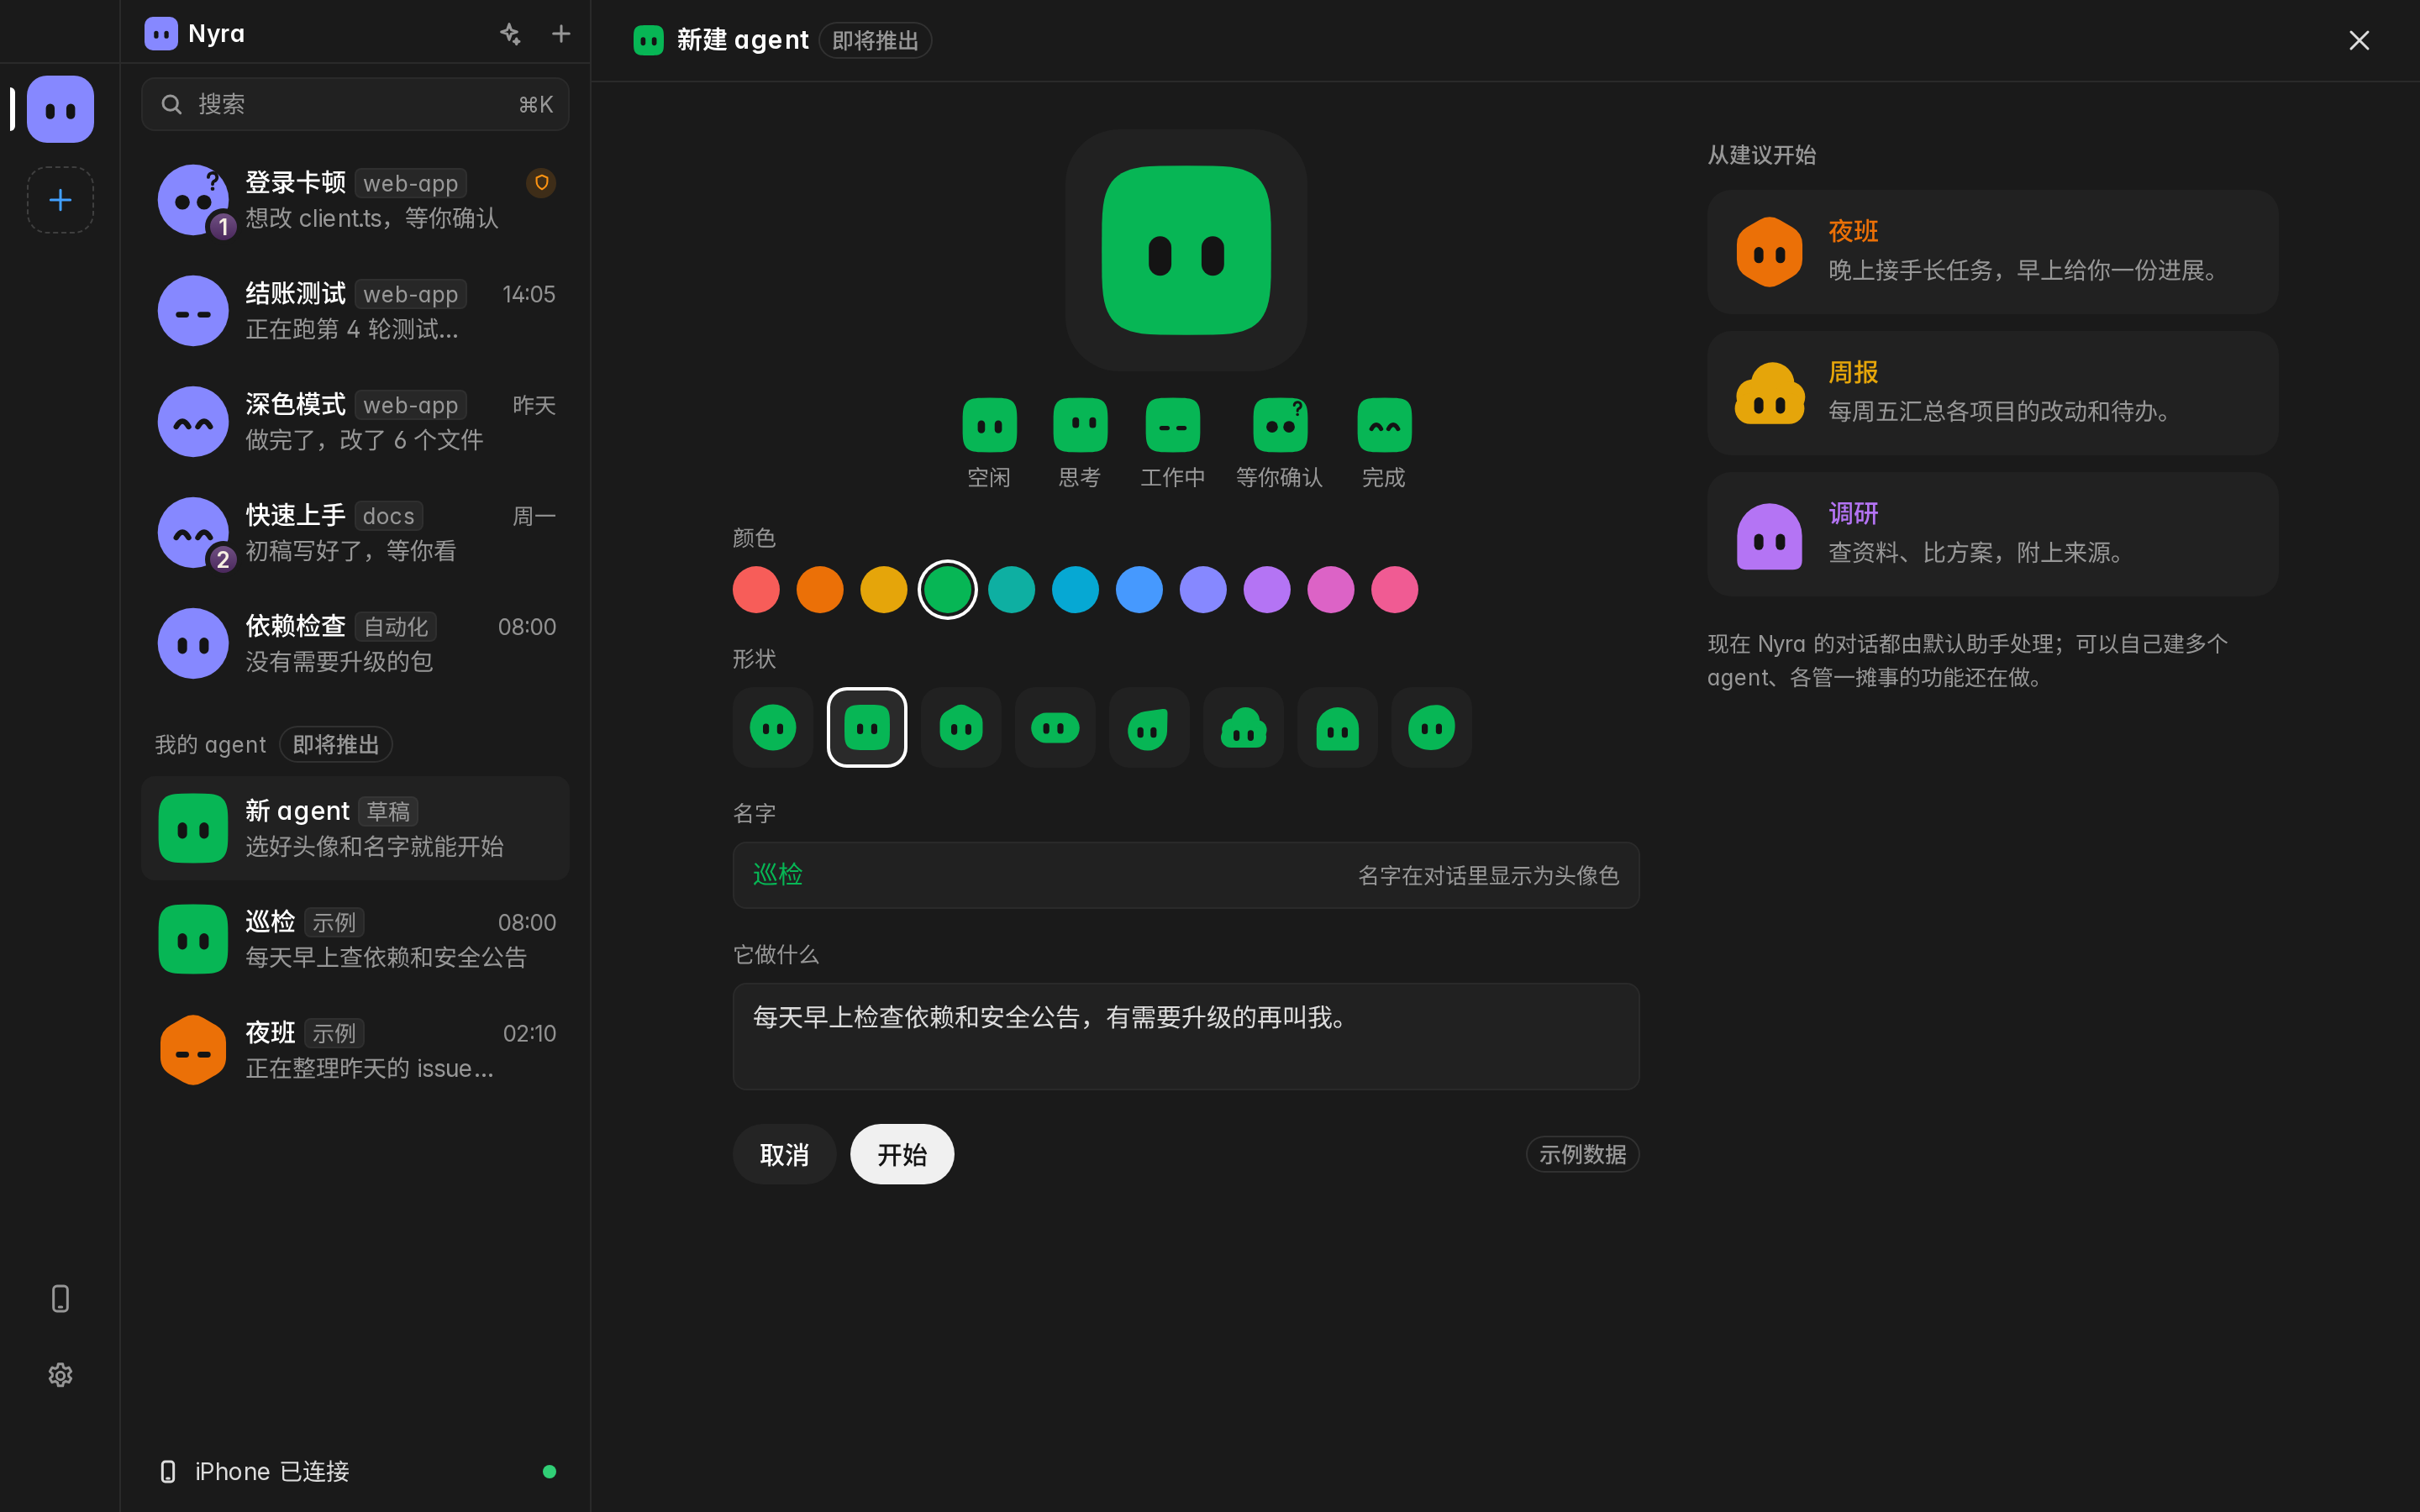 Nyra
搜索
⌘K
登录卡顿 web-app
想改 client.ts，等你确认
1
结账测试 web-app 14:05
正在跑第 4 轮测试...
深色模式 web-app 昨天
做完了，改了 6 个文件
快速上手 docs 周一
初稿写好了，等你看
2
依赖检查 自动化 08:00
没有需要升级的包
我的 agent 即将推出
新 agent 草稿
选好头像和名字就能开始
巡检 示例 08:00
每天早上查依赖和安全公告
夜班 示例 02:10
正在整理昨天的 issue...
iPhone 已连接
新建 agent 即将推出
?
空闲 思考 工作中 等你确认 完成
颜色
形状
名字
巡检 名字在对话里显示为头像色
它做什么
每天早上检查依赖和安全公告，有需要升级的再叫我。
取消 开始 示例数据
从建议开始
夜班
晚上接手长任务，早上给你一份进展。
周报
每周五汇总各项目的改动和待办。
调研
查资料、比方案，附上来源。
现在 Nyra 的对话都由默认助手处理；可以自己建多个
agent、各管一摊事的功能还在做。